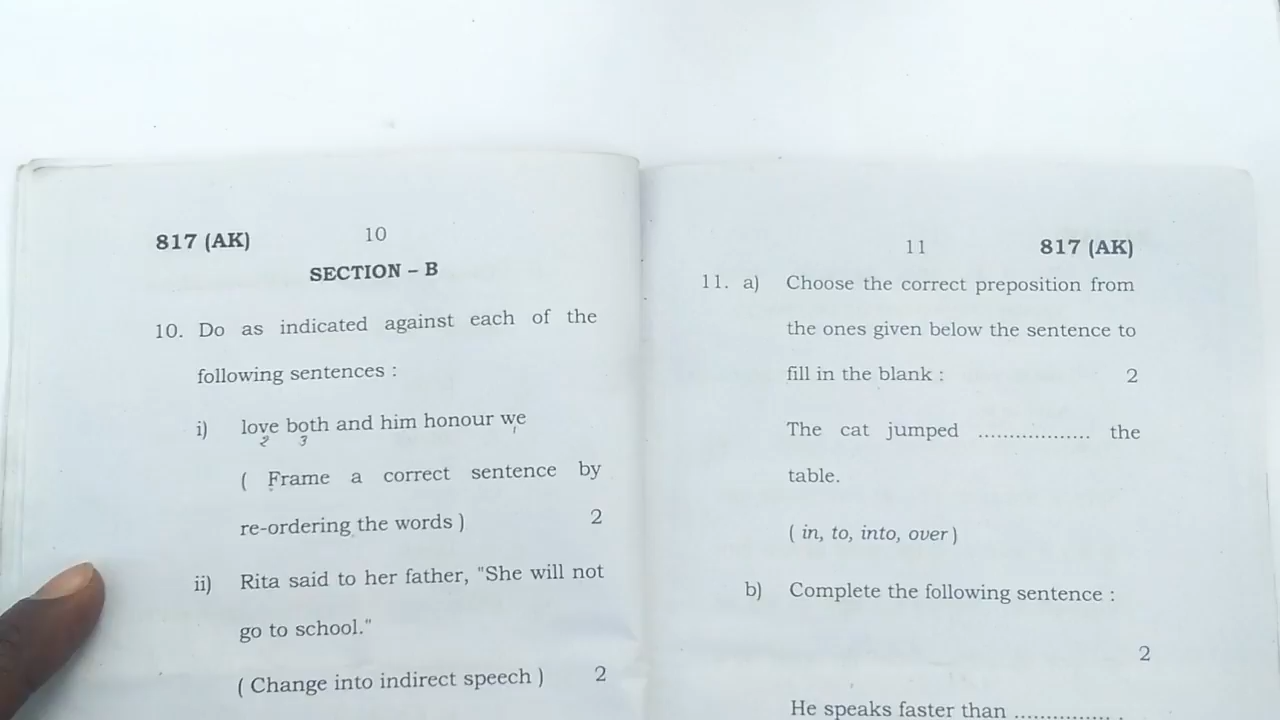 817 (AK) 10
SECTION – B
10. Do as indicated against each of the
following sentences :
i) love both and him honour we
2 3 1
( Frame a correct sentence by
re-ordering the words ) 2
ii) Rita said to her father, "She will not
go to school."
( Change into indirect speech ) 2
11 817 (AK)
11. a) Choose the correct preposition from
the ones given below the sentence to
fill in the blank : 2
The cat jumped .................. the
table.
( in, to, into, over )
b) Complete the following sentence :
2
He speaks faster than ............... .